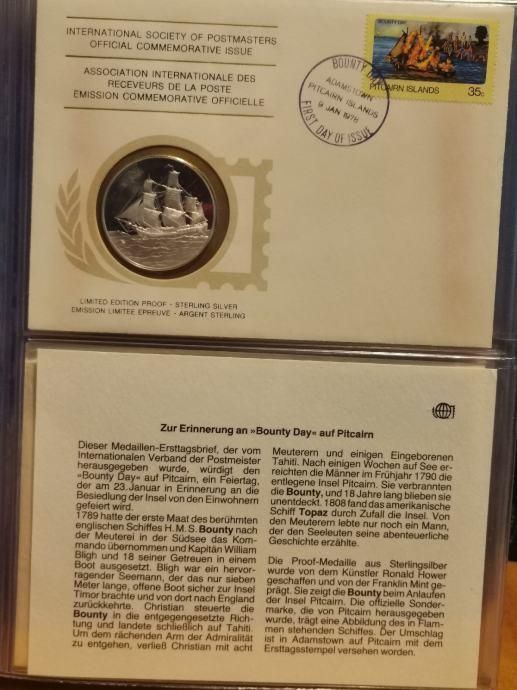 INTERNATIONAL SOCIETY OF POSTMASTERS
OFFICIAL COMMEMORATIVE ISSUE
ASSOCIATION INTERNATIONALE DES
RECEVEURS DE LA POSTE
EMISSION COMMEMORATIVE OFFICIELLE
BOUNTY DAY
PITCAIRN ISLANDS
35c
BOUNTY DAY
ADAMSTOWN
PITCAIRN ISLANDS
9 JAN 1978
FIRST DAY OF ISSUE
LIMITED EDITION PROOF - STERLING SILVER
EMISSION LIMITEE EPREUVE - ARGENT STERLING
Zur Erinnerung an »Bounty Day« auf Pitcairn
Dieser Medaillen-Ersttagsbrief, der vom
Internationalen Verband der Postmeister
herausgegeben wurde, würdigt den
»Bounty Day« auf Pitcairn, ein Feiertag,
der am 23. Januar in Erinnerung an die
Besiedlung der Insel von den Einwohnern
gefeiert wird.
1789 hatte der erste Maat des berühmten
englischen Schiffes H.M.S. Bounty nach
der Meuterei in der Südsee das Kom-
mando übernommen und Kapitän William
Bligh und 18 seiner Getreuen in einem
Boot ausgesetzt. Bligh war ein hervor-
ragender Seemann, der das nur sieben
Meter lange, offene Boot sicher zur Insel
Timor brachte und von dort nach England
zurückkehrte. Christian steuerte die
Bounty in die entgegengesetzte Rich-
tung und landete schließlich auf Tahiti.
Um dem rächenden Arm der Admiralität
zu entgehen, verließ Christian mit acht
Meuterern und einigen Eingeborenen
Tahiti. Nach einigen Wochen auf See er-
reichten die Männer im Frühjahr 1790 die
entlegene Insel Pitcairn. Sie verbrannten
die Bounty, und 18 Jahre lang blieben sie
unentdeckt. 1808 fand das amerikanische
Schiff Topaz durch Zufall die Insel. Von
den Meuterern lebte nur noch ein Mann,
der den Seeleuten seine abenteuerliche
Geschichte erzählte.
Die Proof-Medaille aus Sterlingsilber
wurde von dem Künstler Ronald Hower
geschaffen und von der Franklin Mint ge-
prägt. Sie zeigt die Bounty beim Anlaufen
der Insel Pitcairn. Die offizielle Sonder-
marke, die von Pitcairn herausgegeben
wurde, trägt eine Abbildung des in Flam-
men stehenden Schiffes. Der Umschlag
ist in Adamstown auf Pitcairn mit dem
Ersttagsstempel versehen worden.